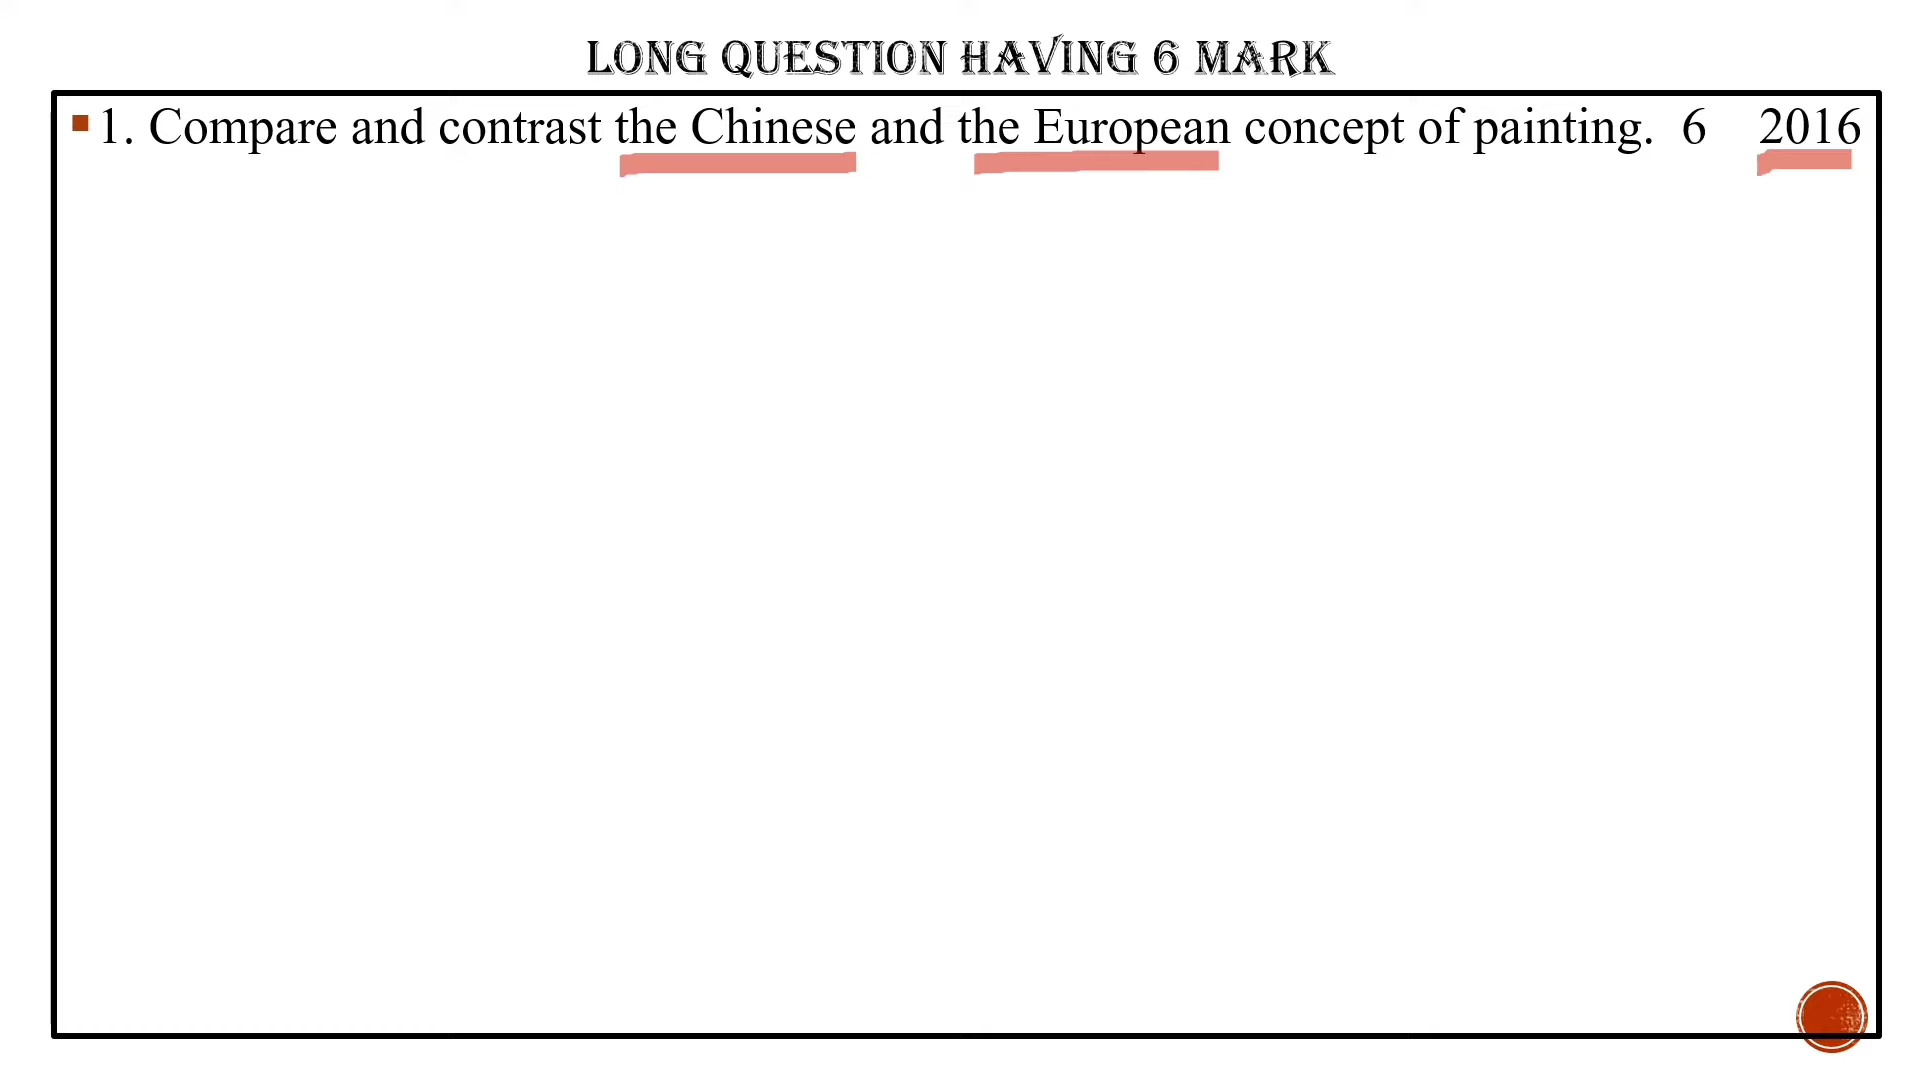 LONG QUESTION HAVING 6 MARK
▪1. Compare and contrast the Chinese and the European concept of painting. 6 2016